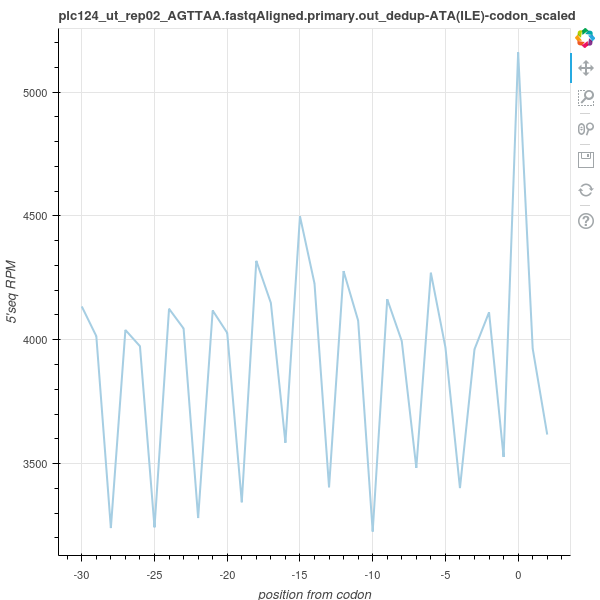 plc124_ut_rep02_AGTTAA.fastqAligned.primary.out_dedup-ATA(ILE)-codon_scaled
5'seq RPM
5000
4500
4000
3500
-30 -25 -20 -15 -10 -5 0
position from codon